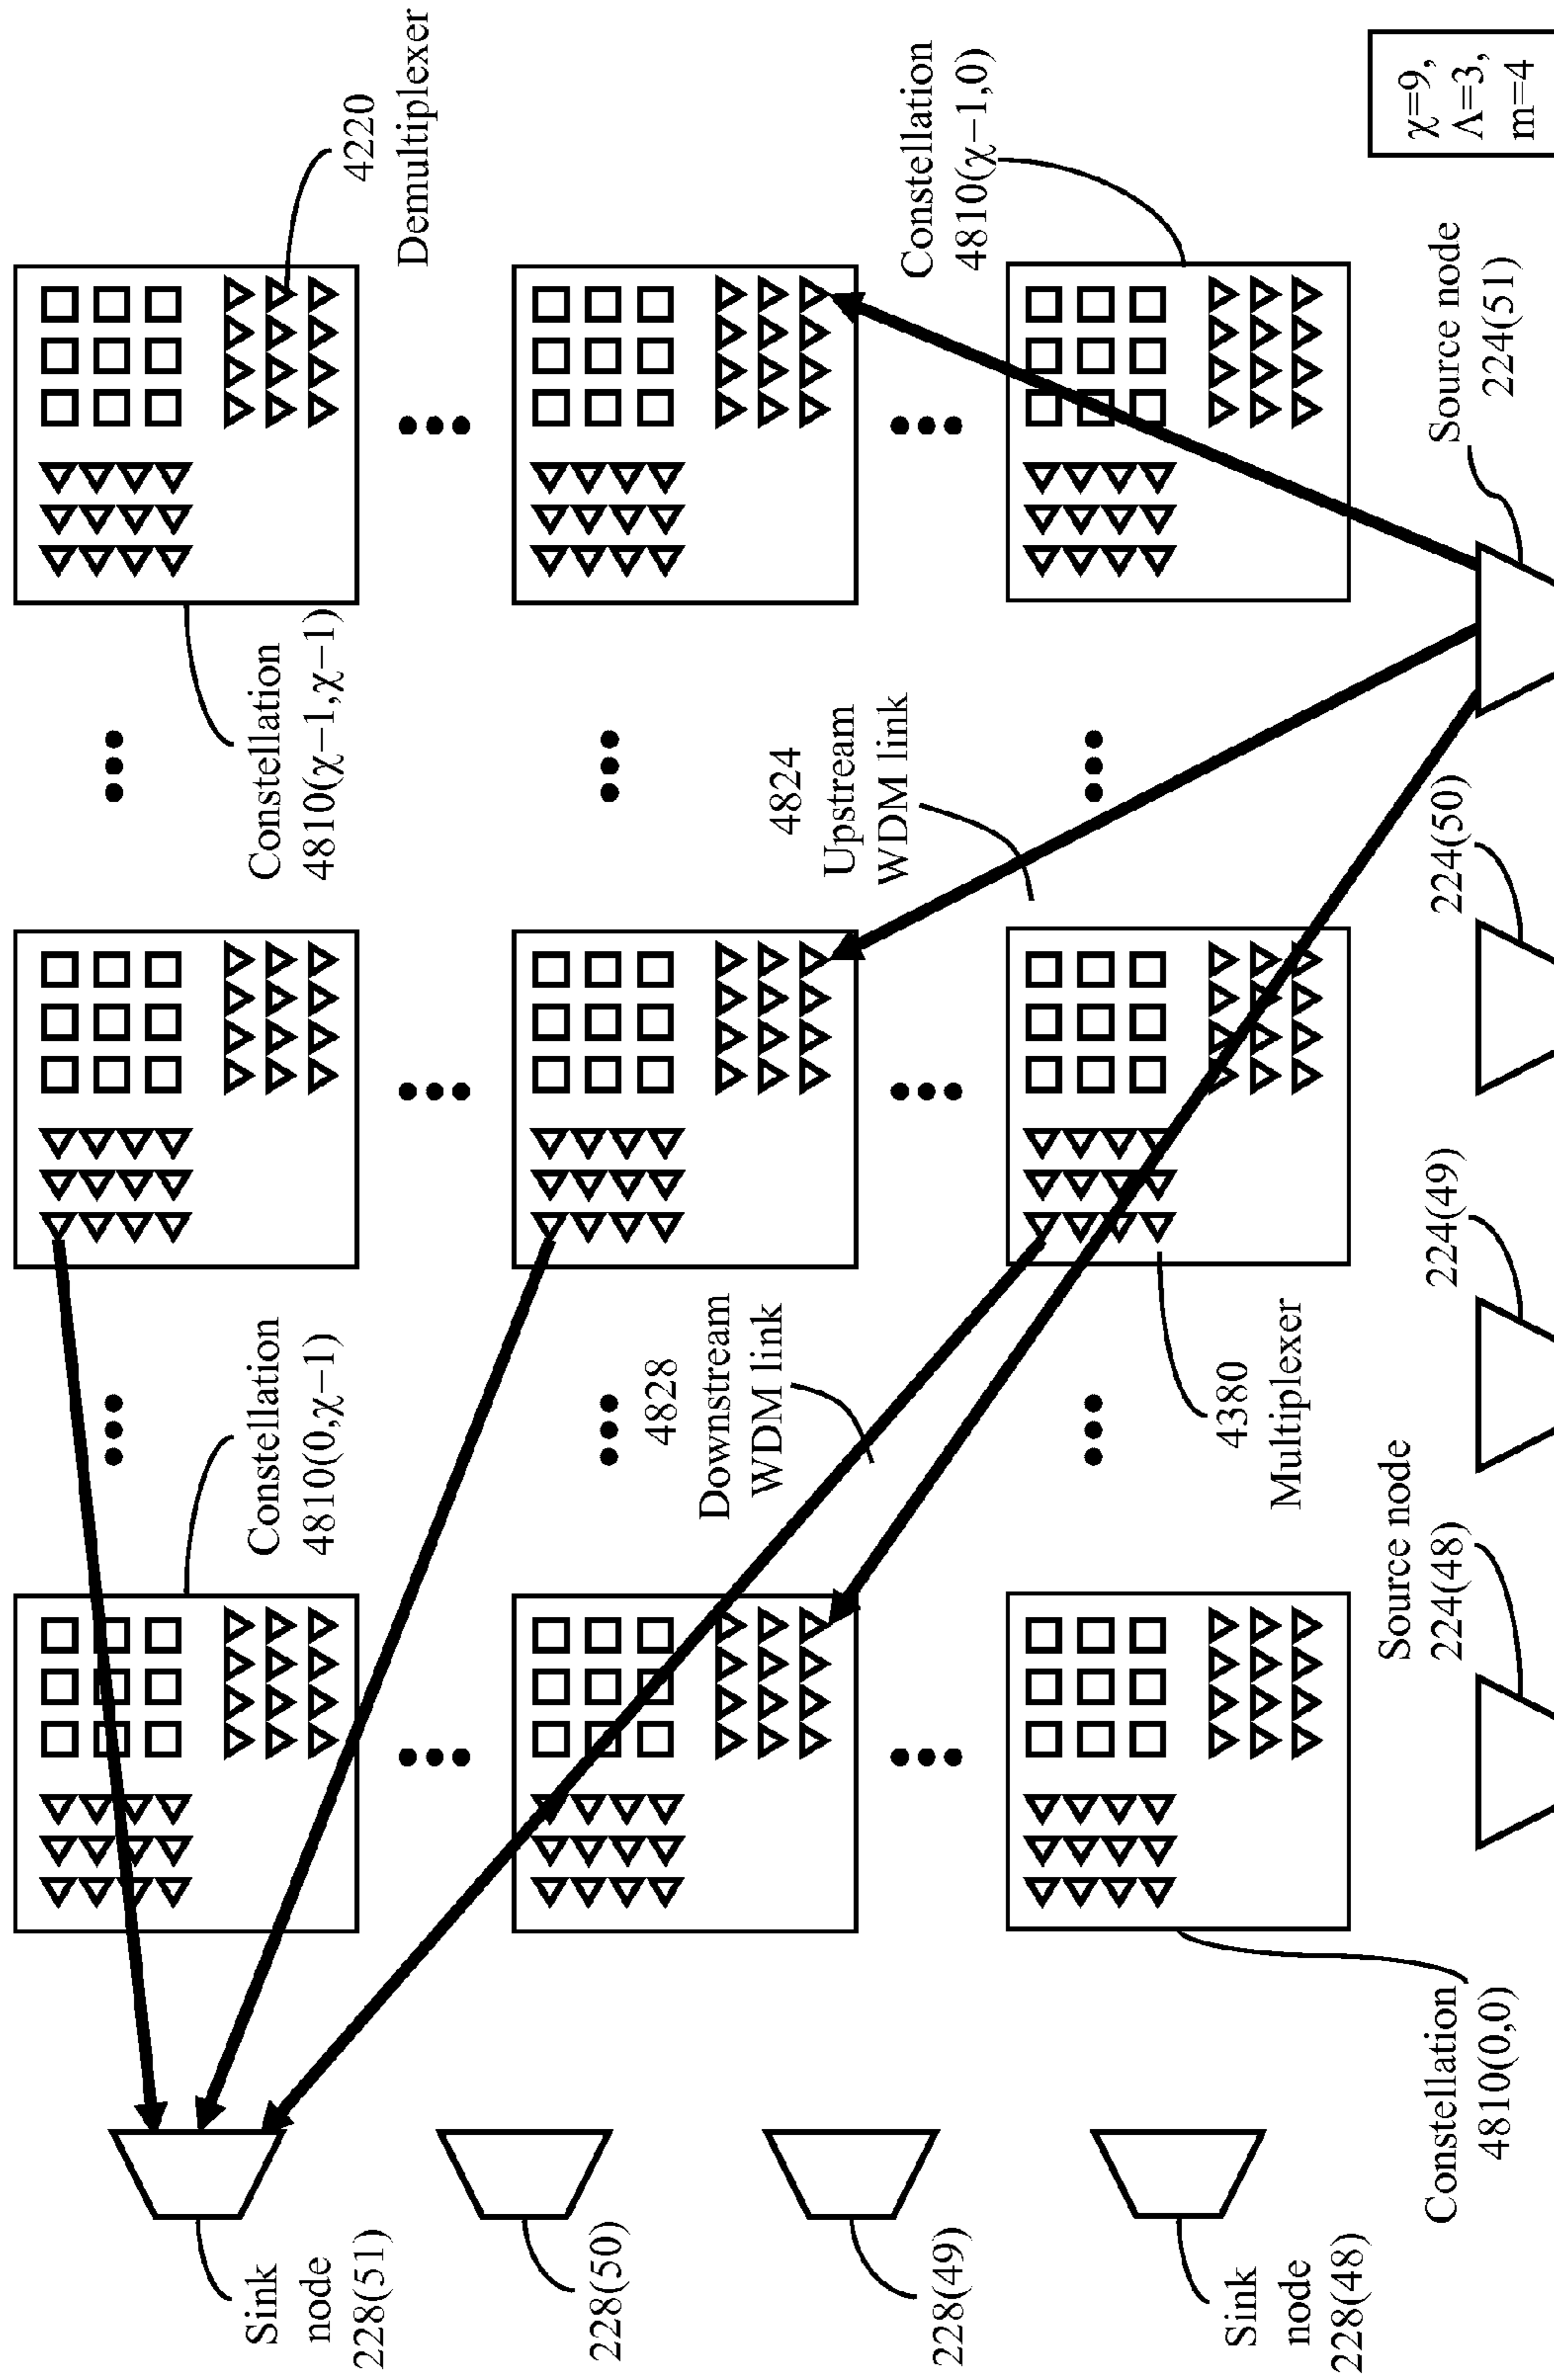 Sink
node
228(51)
228(50)
228(49)
Sink
node
228(48)
Constellation
4810(0,χ−1)
Constellation
4810(χ−1,χ−1)
4220
Demultiplexer
4828
Downstream
WDM link
4824
Upstream
WDM link
4380
Multiplexer
Constellation
4810(χ−1,0)
Constellation
4810(0,0)
Source node
224(48)
224(49)
224(50)
Source node
224(51)
χ=9,
Λ=3,
m=4